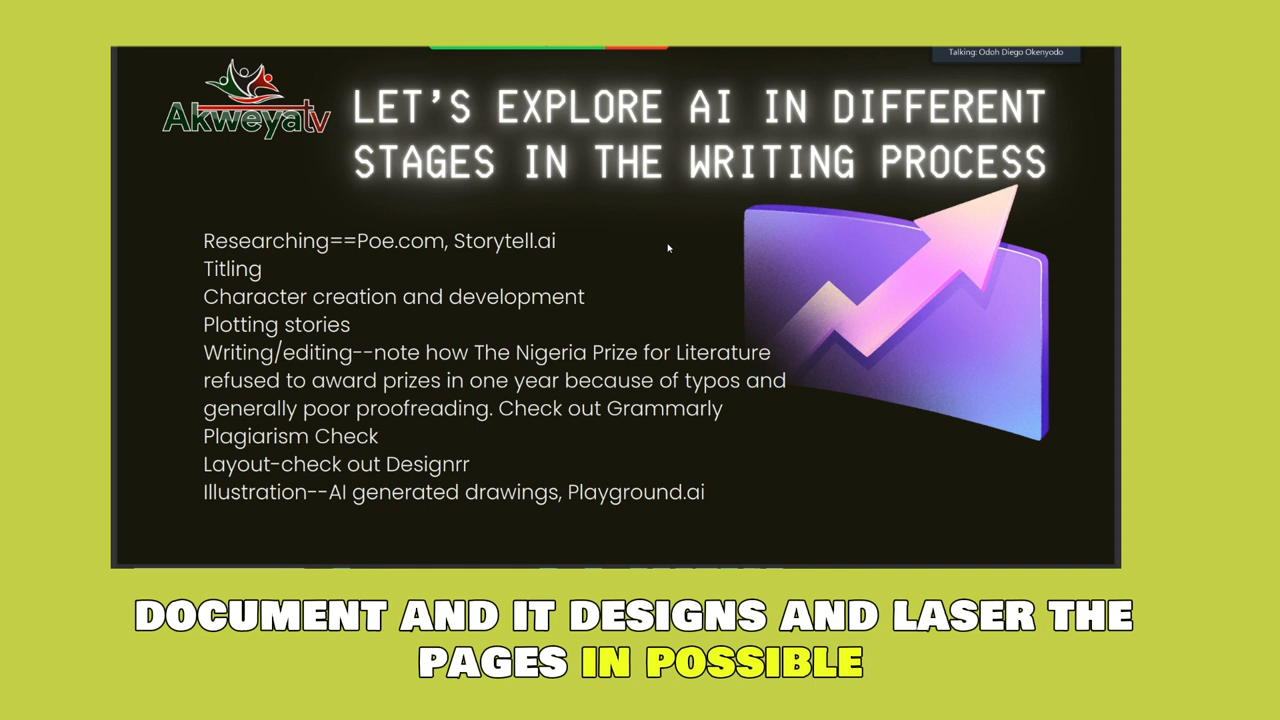 Talking: Odoh Diego Okenyodo
Akweyatv
LET'S EXPLORE AI IN DIFFERENT
STAGES IN THE WRITING PROCESS
Researching==Poe.com, Storytell.ai
Titling
Character creation and development
Plotting stories
Writing/editing--note how The Nigeria Prize for Literature
refused to award prizes in one year because of typos and
generally poor proofreading. Check out Grammarly
Plagiarism Check
Layout-check out Designrr
Illustration--AI generated drawings, Playground.ai
DOCUMENT AND IT DESIGNS AND LASER THE
PAGES IN POSSIBLE